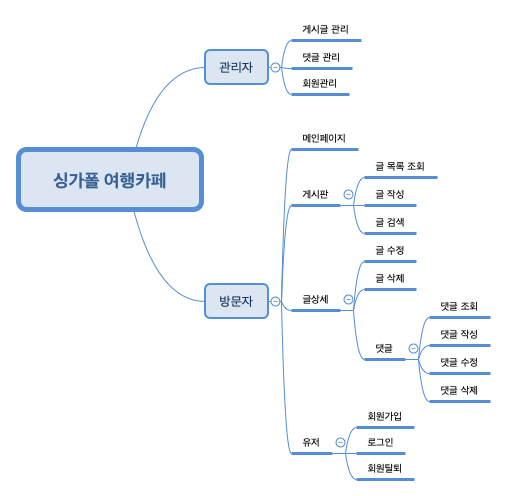 싱가폴 여행카페
관리자
게시글 관리
댓글 관리
회원관리
방문자
메인페이지
게시판
글 목록 조회
글 작성
글 검색
글상세
글 수정
글 삭제
댓글
댓글 조회
댓글 작성
댓글 수정
댓글 삭제
유저
회원가입
로그인
회원탈퇴